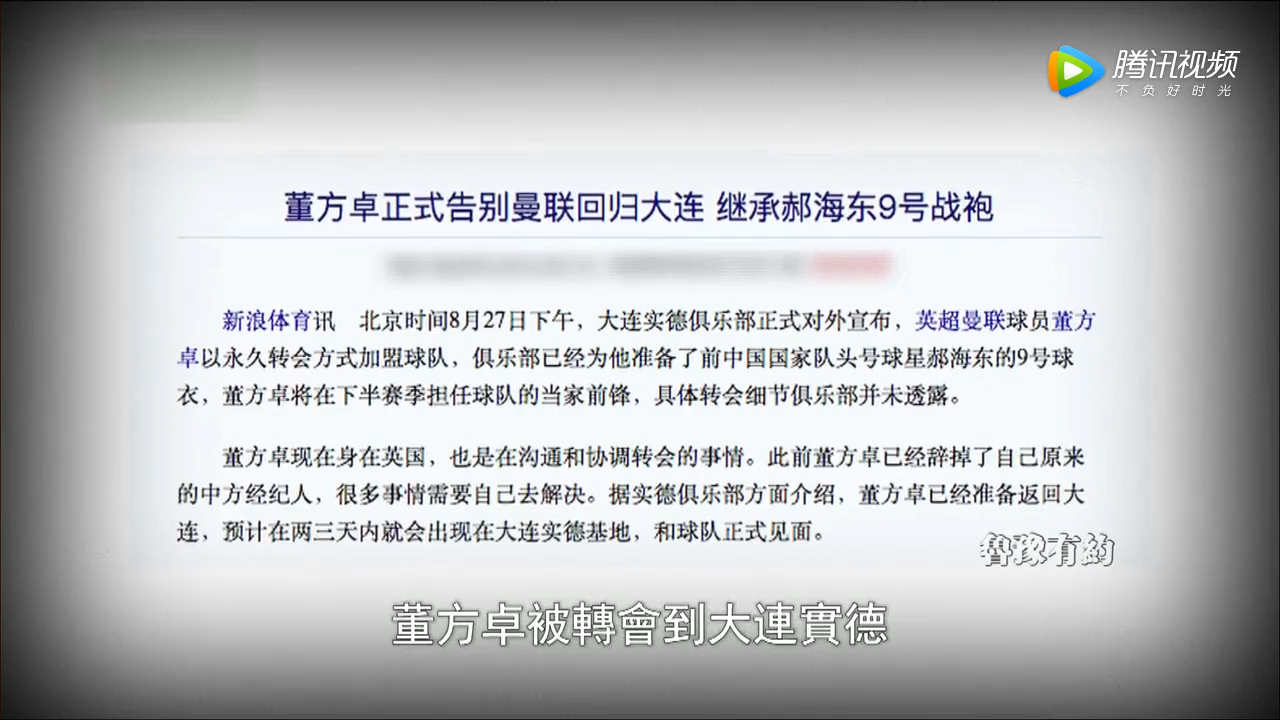 腾讯视频
不负好时光
董方卓正式告别曼联回归大连 继承郝海东9号战袍
新浪体育讯 北京时间8月27日下午，大连实德俱乐部正式对外宣布，英超曼联球员董方
卓以永久转会方式加盟球队，俱乐部已经为他准备了前中国国家队头号球星郝海东的9号球
衣，董方卓将在下半赛季担任球队的当家前锋，具体转会细节俱乐部并未透露。
董方卓现在身在英国，也是在沟通和协调转会的事情。此前董方卓已经辞掉了自己原来
的中方经纪人，很多事情需要自己去解决。据实德俱乐部方面介绍，董方卓已经准备返回大
连，预计在两三天内就会出现在大连实德基地，和球队正式见面。
鲁豫有約
董方卓被轉會到大連實德